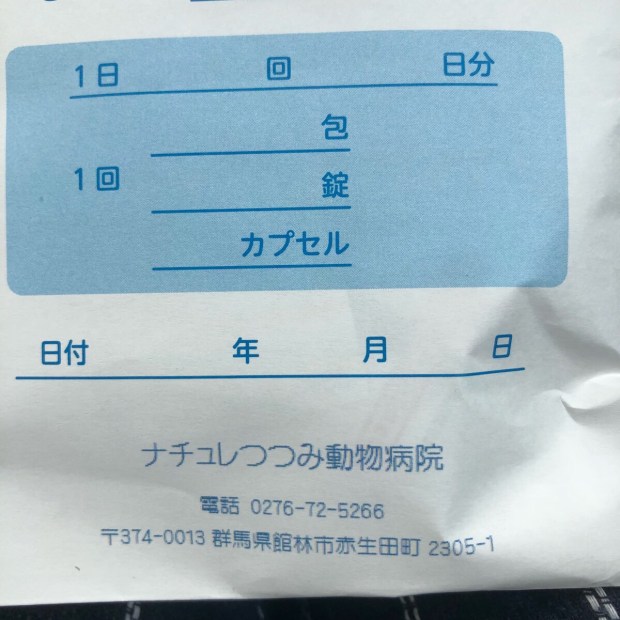 1日 回 日分
包
1回 錠
カプセル
日付 年 月 日
ナチュレつつみ動物病院
電話 0276-72-5266
〒374-0013 群馬県館林市赤生田町 2305-1